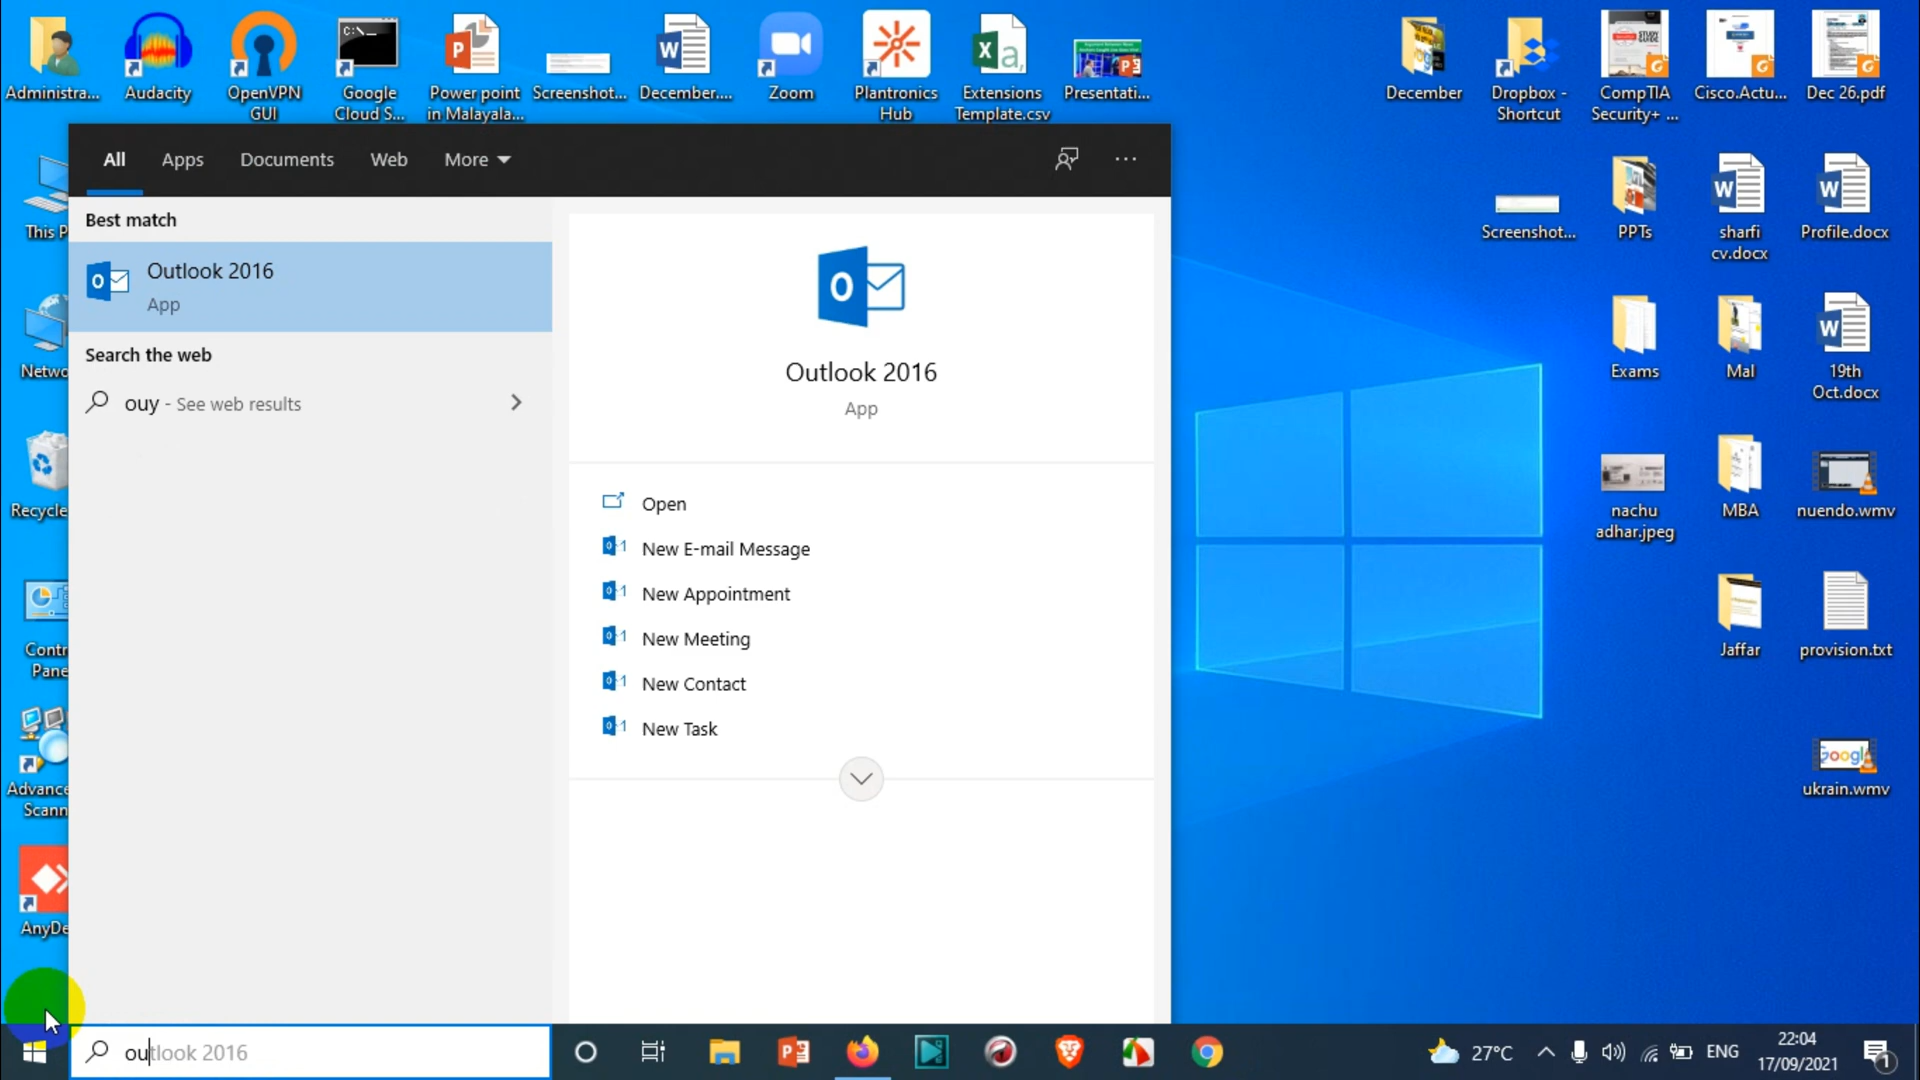 Administra...
Audacity
OpenVPN
GUI
Google
Cloud S...
Power point
in Malayala...
Screenshot...
December....
Zoom
Plantronics
Hub
Extensions
Template.csv
Presentati...
December
Dropbox -
Shortcut
CompTIA
Security+ ...
Cisco.Actu...
Dec 26.pdf
All
Apps
Documents
Web
More
Best match
Outlook 2016
App
Search the web
ouy - See web results
Outlook 2016
App
Open
New E-mail Message
New Appointment
New Meeting
New Contact
New Task
This P
Netwo
Recycle
Contr
Pane
Advance
Scann
AnyDe
Screenshot...
PPTs
sharfi
cv.docx
Profile.docx
Exams
Mal
19th
Oct.docx
nachu
adhar.jpeg
MBA
nuendo.wmv
Jaffar
provision.txt
Google
ukrain.wmv
outlook 2016
27°C
ENG
22:04
17/09/2021
1